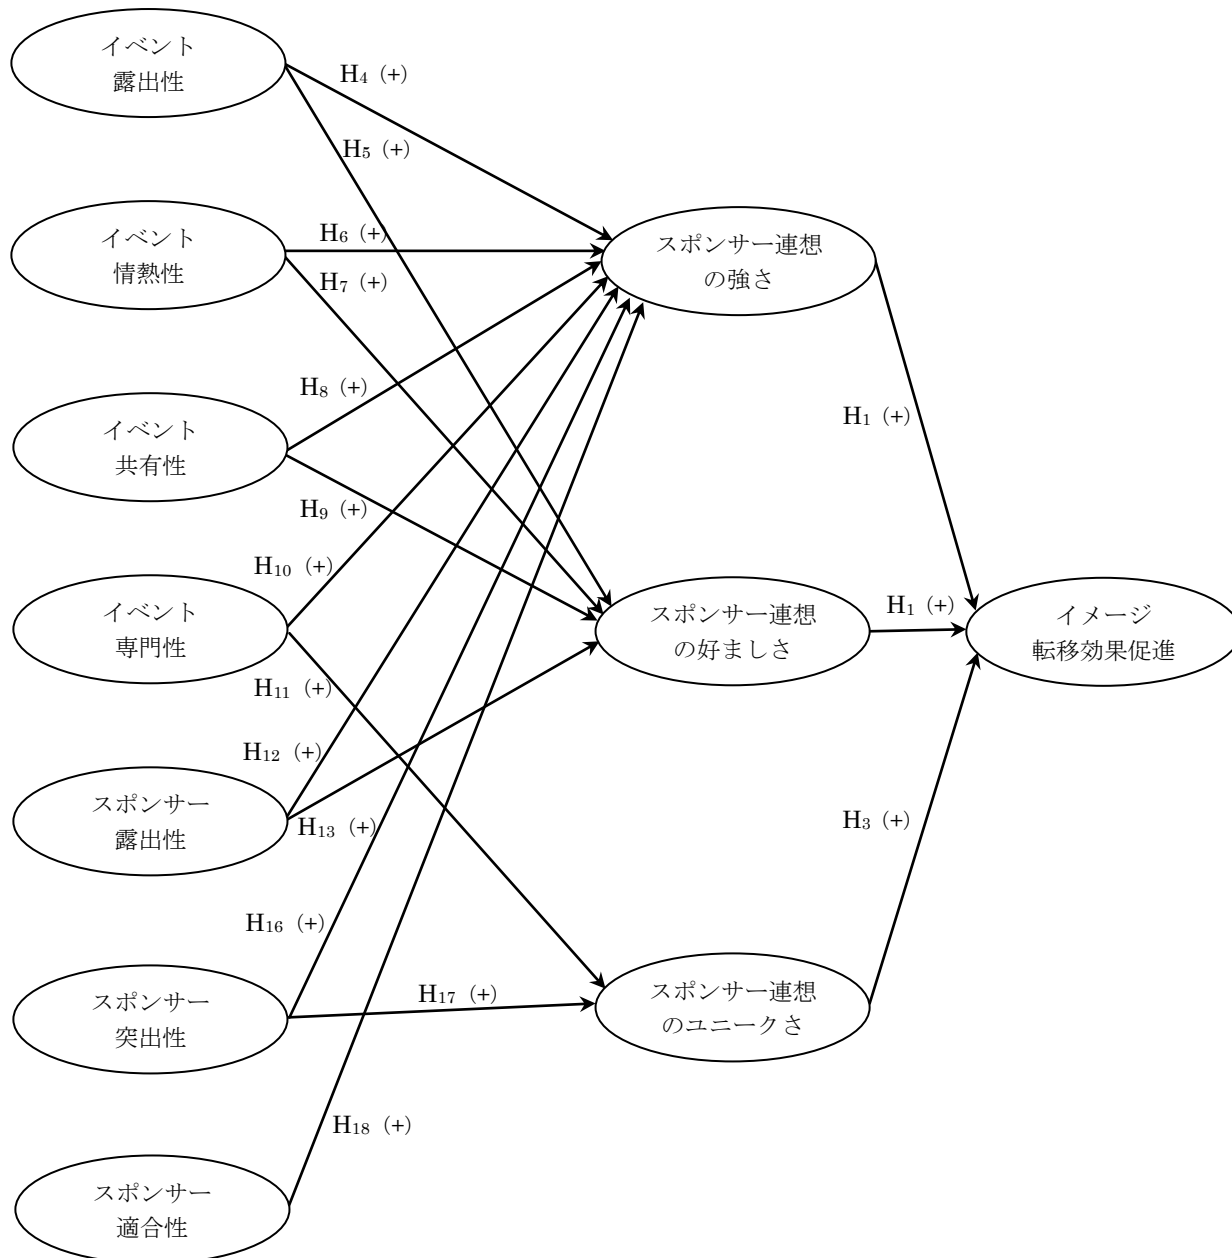 イベント
露出性
H4 (+)
H5 (+)
イベント
情熱性
H6 (+)
H7 (+)
スポンサー連想
の強さ
イベント
共有性
H8 (+)
H9 (+)
H1 (+)
イベント
専門性
H10 (+)
H11 (+)
スポンサー連想
の好ましさ
H1 (+)
イメージ
転移効果促進
スポンサー
露出性
H12 (+)
H13 (+)
H3 (+)
スポンサー
突出性
H16 (+)
H17 (+)
スポンサー連想
のユニークさ
スポンサー
適合性
H18 (+)